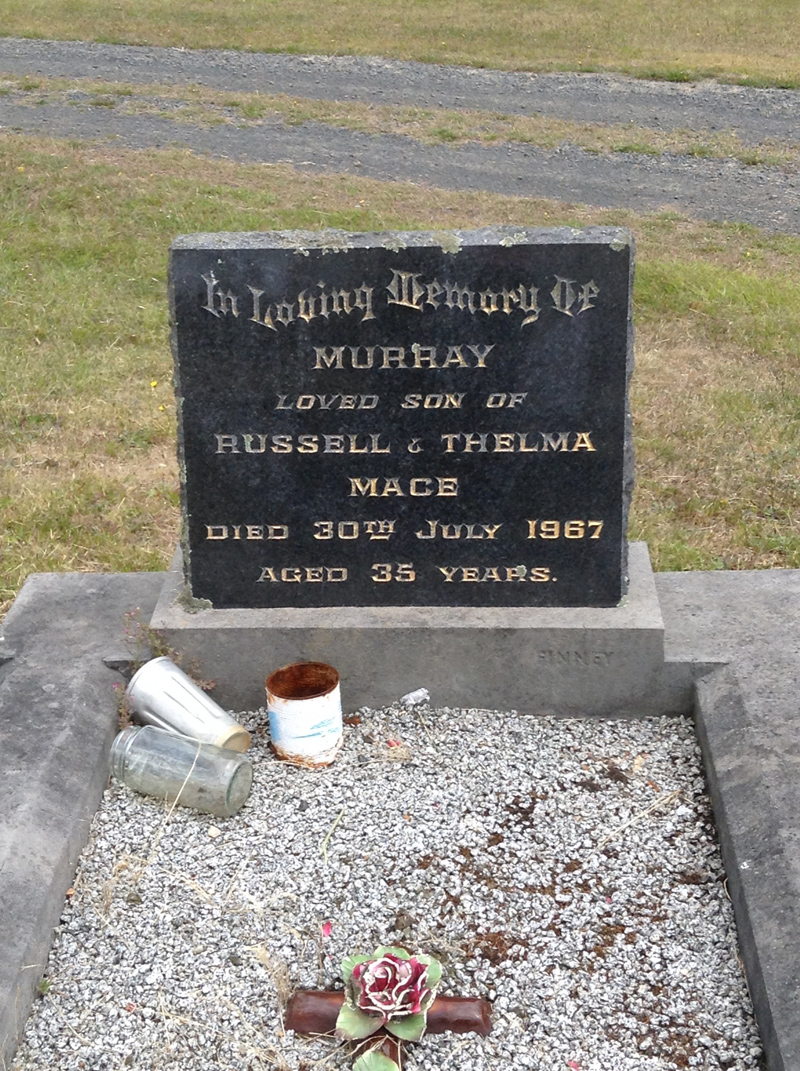 In Loving Memory Of
MURRAY
LOVED SON OF
RUSSELL & THELMA
MACE
DIED 30TH JULY 1967
AGED 35 YEARS.
FINNEY